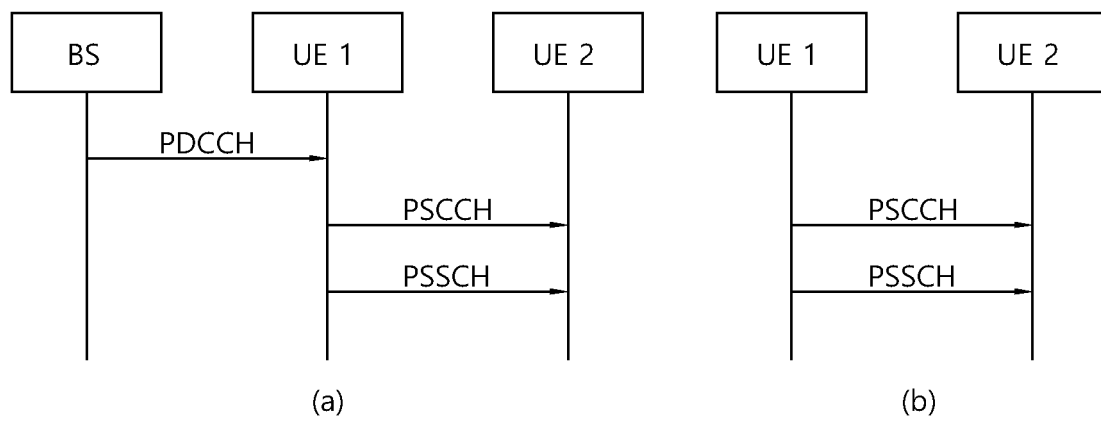 BS UE 1 UE 2 UE 1 UE 2
PDCCH
PSCCH PSCCH
PSSCH PSSCH
(a) (b)